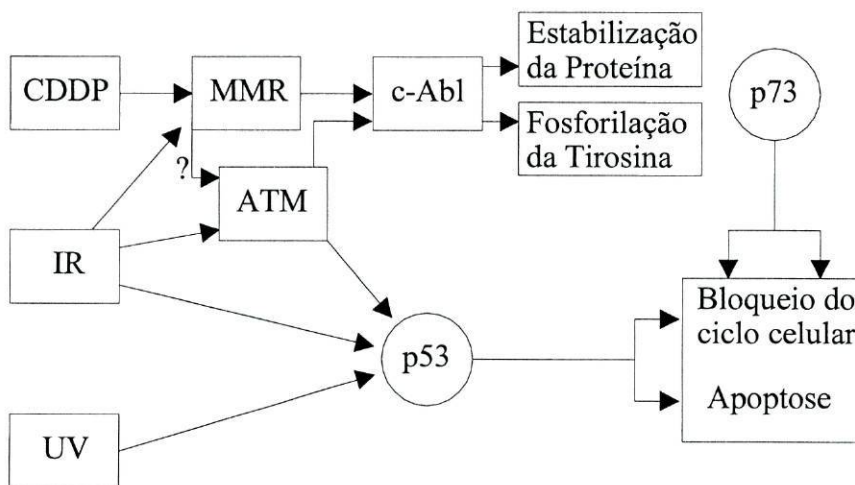 Estabilização
da Proteína
CDDP
MMR
c-Abl
p73
Fosforilação
da Tirosina
?
ATM
IR
Bloqueio do
ciclo celular
p53
Apoptose
UV